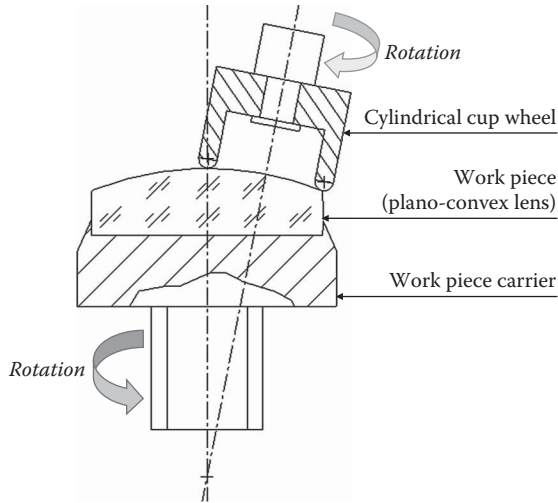 Rotation
Cylindrical cup wheel
Work piece
(plano-convex lens)
Work piece carrier
Rotation